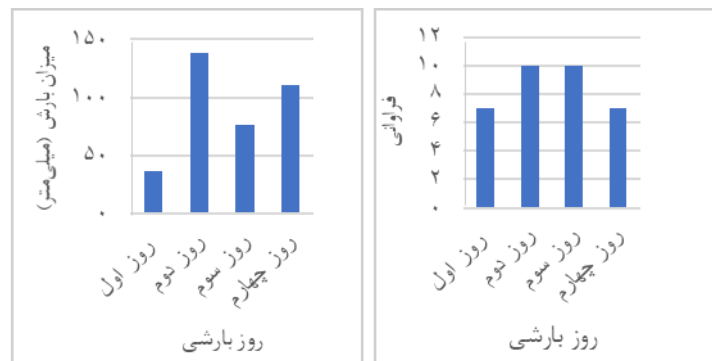 میزان بارش (میلی‌متر)
۱۵۰
۱۰۰
۵۰
۰
روز اول
روز دوم
روز سوم
روز چهارم
روز بارشی
فراوانی
۱۲
۱۰
۸
۶
۴
۲
۰
روز اول
روز دوم
روز سوم
روز چهارم
روز بارشی